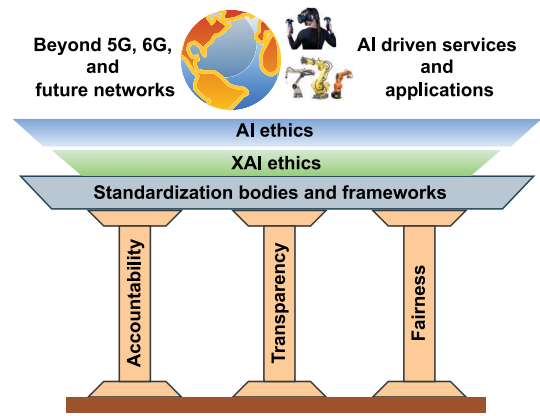 Beyond 5G, 6G,
and
future networks
AI driven services
and
applications
AI ethics
XAI ethics
Standardization bodies and frameworks
Accountability
Transparency
Fairness